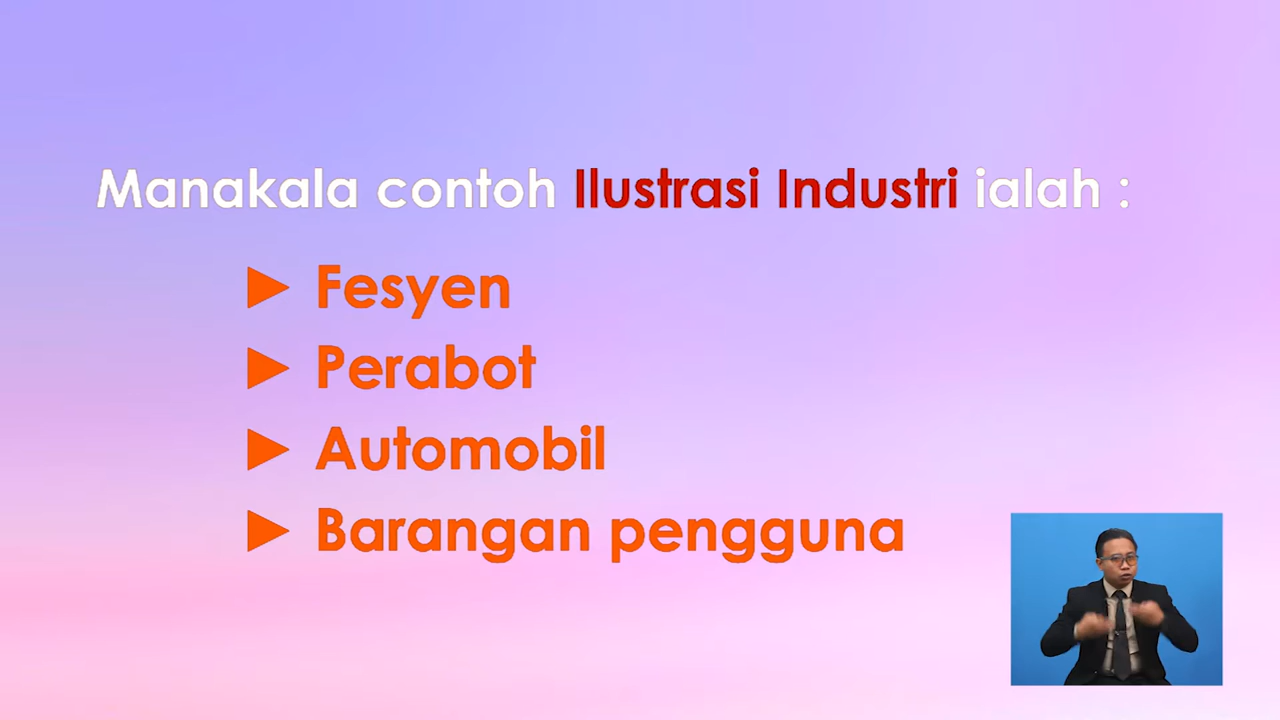 Manakala contoh Ilustrasi Industri ialah :
► Fesyen
► Perabot
► Automobil
► Barangan pengguna